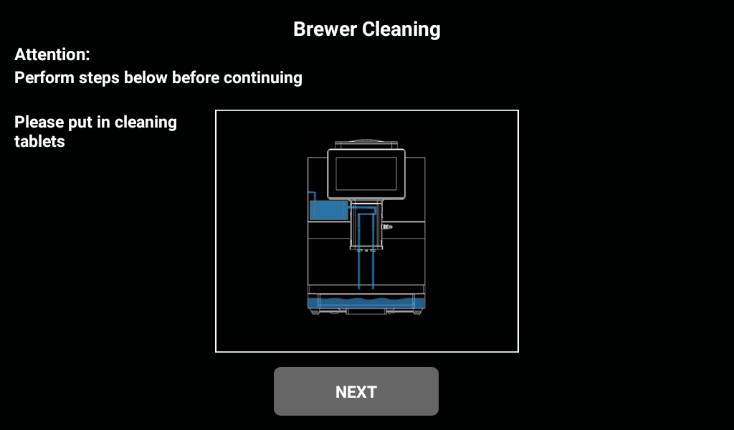 Brewer Cleaning
Attention:
Perform steps below before continuing
Please put in cleaning
tablets
NEXT